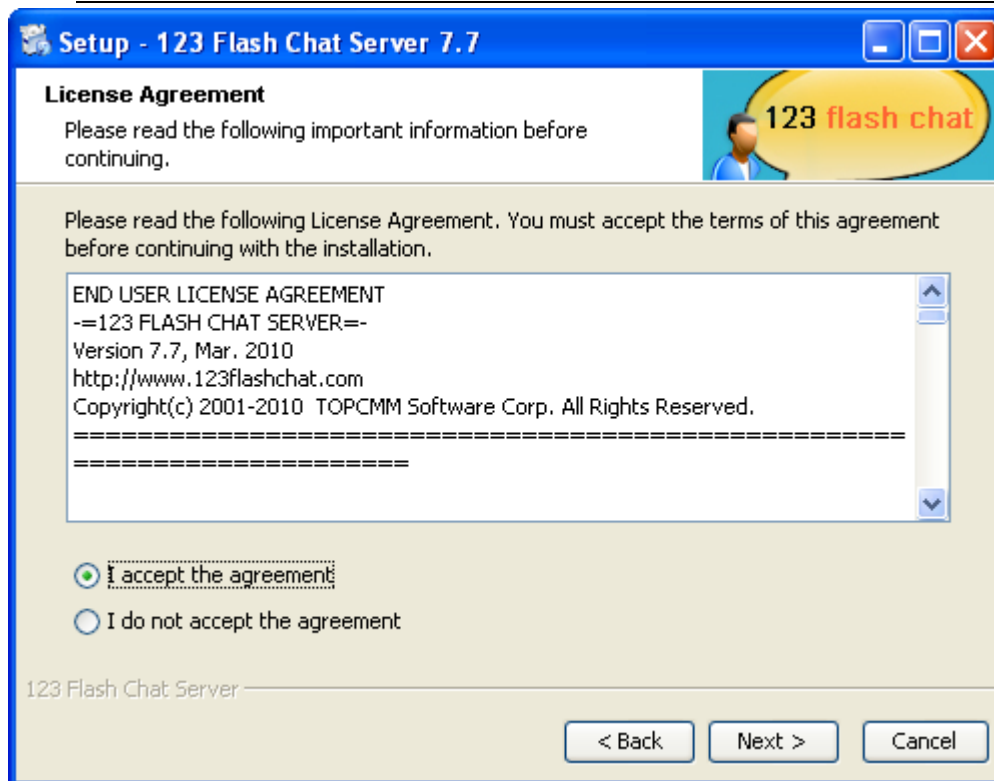 Setup - 123 Flash Chat Server 7.7
License Agreement
Please read the following important information before
continuing.
123 flash chat
Please read the following License Agreement. You must accept the terms of this agreement
before continuing with the installation.
END USER LICENSE AGREEMENT
-=123 FLASH CHAT SERVER=-
Version 7.7, Mar. 2010
http://www.123flashchat.com
Copyright(c) 2001-2010  TOPCMM Software Corp. All Rights Reserved.
====================================================
=====================
I accept the agreement
I do not accept the agreement
123 Flash Chat Server
< Back
Next >
Cancel